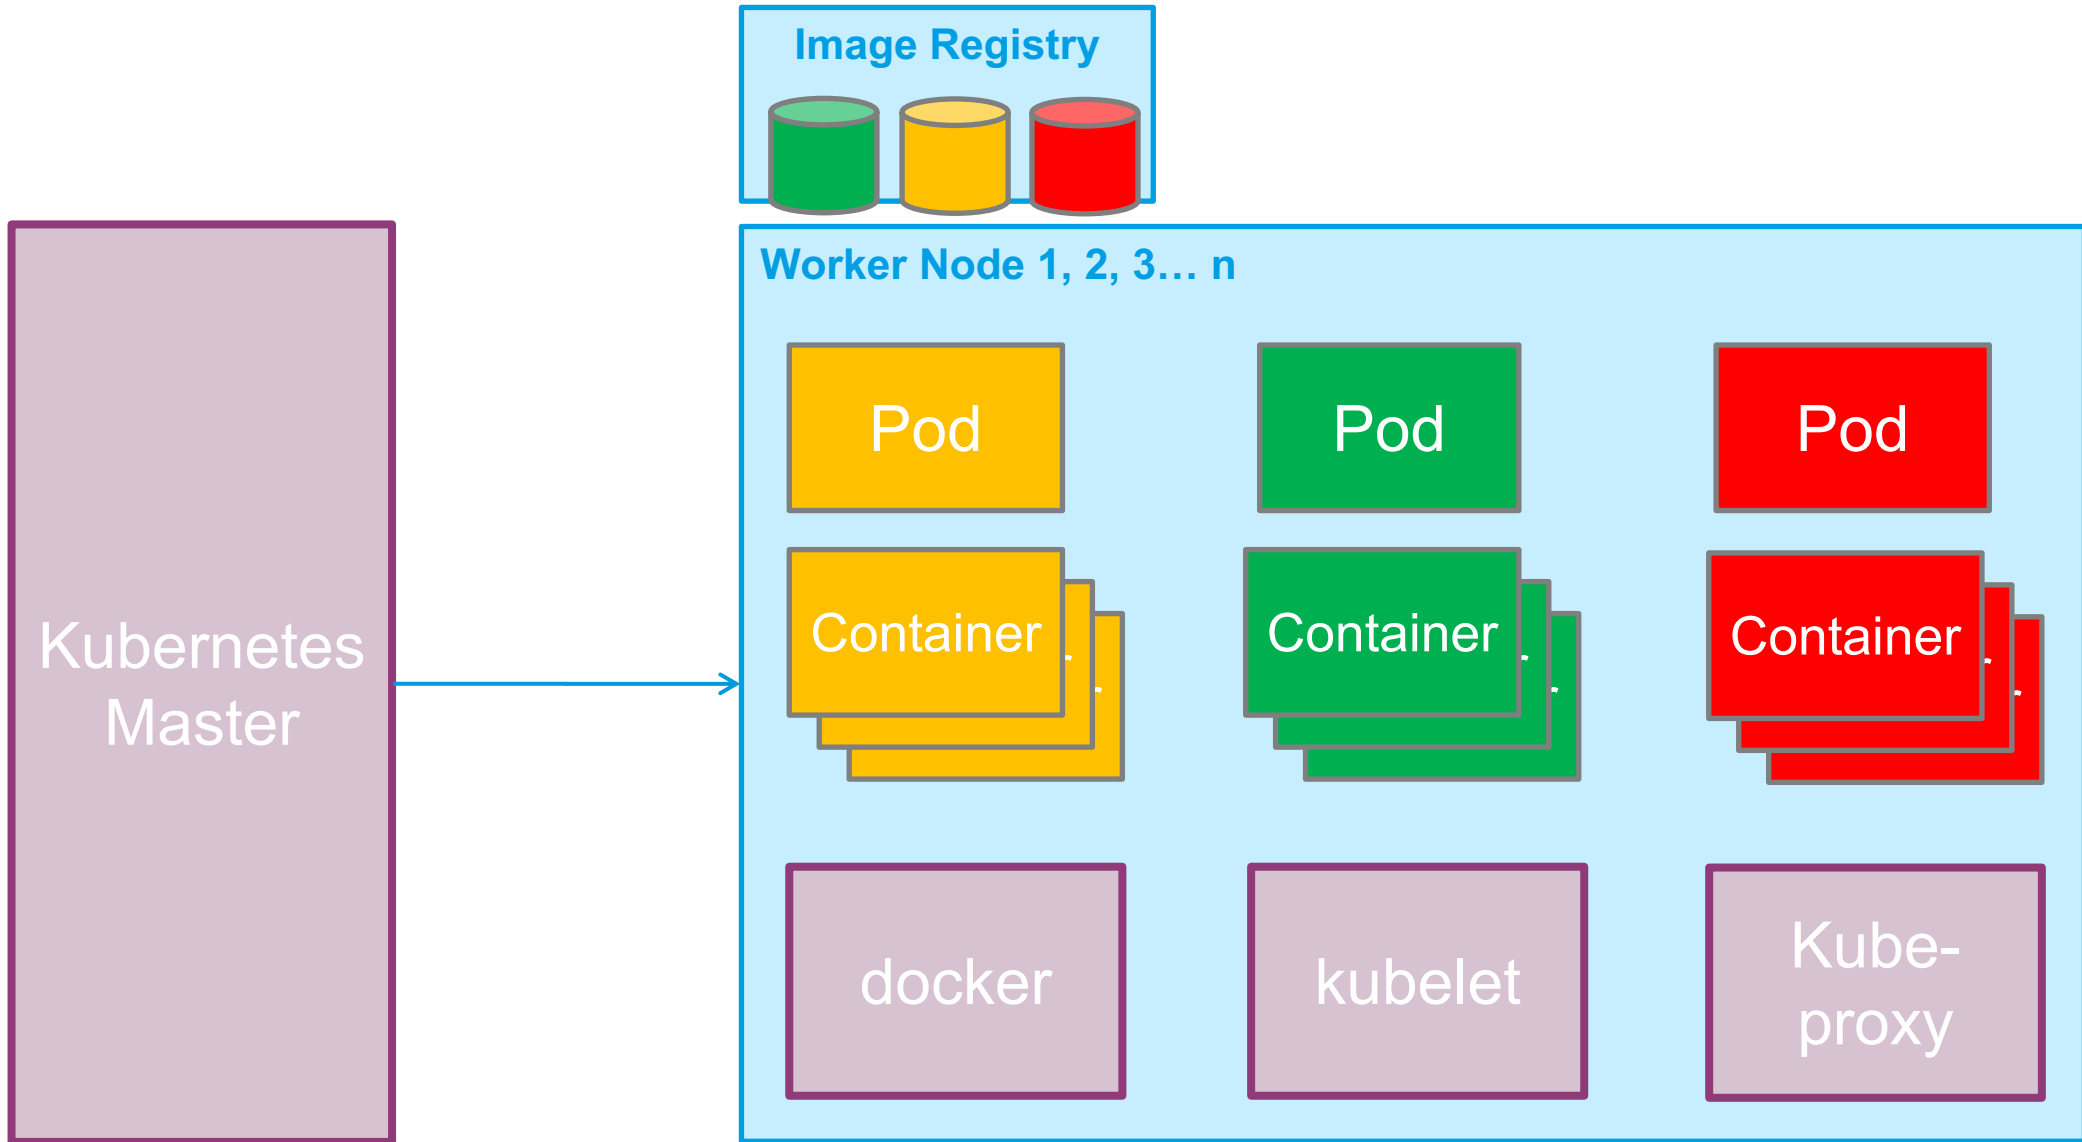 Image Registry
Worker Node 1, 2, 3… n
Pod
Pod
Pod
Container
Container
Container
Kubernetes
Master
docker
kubelet
Kube-
proxy